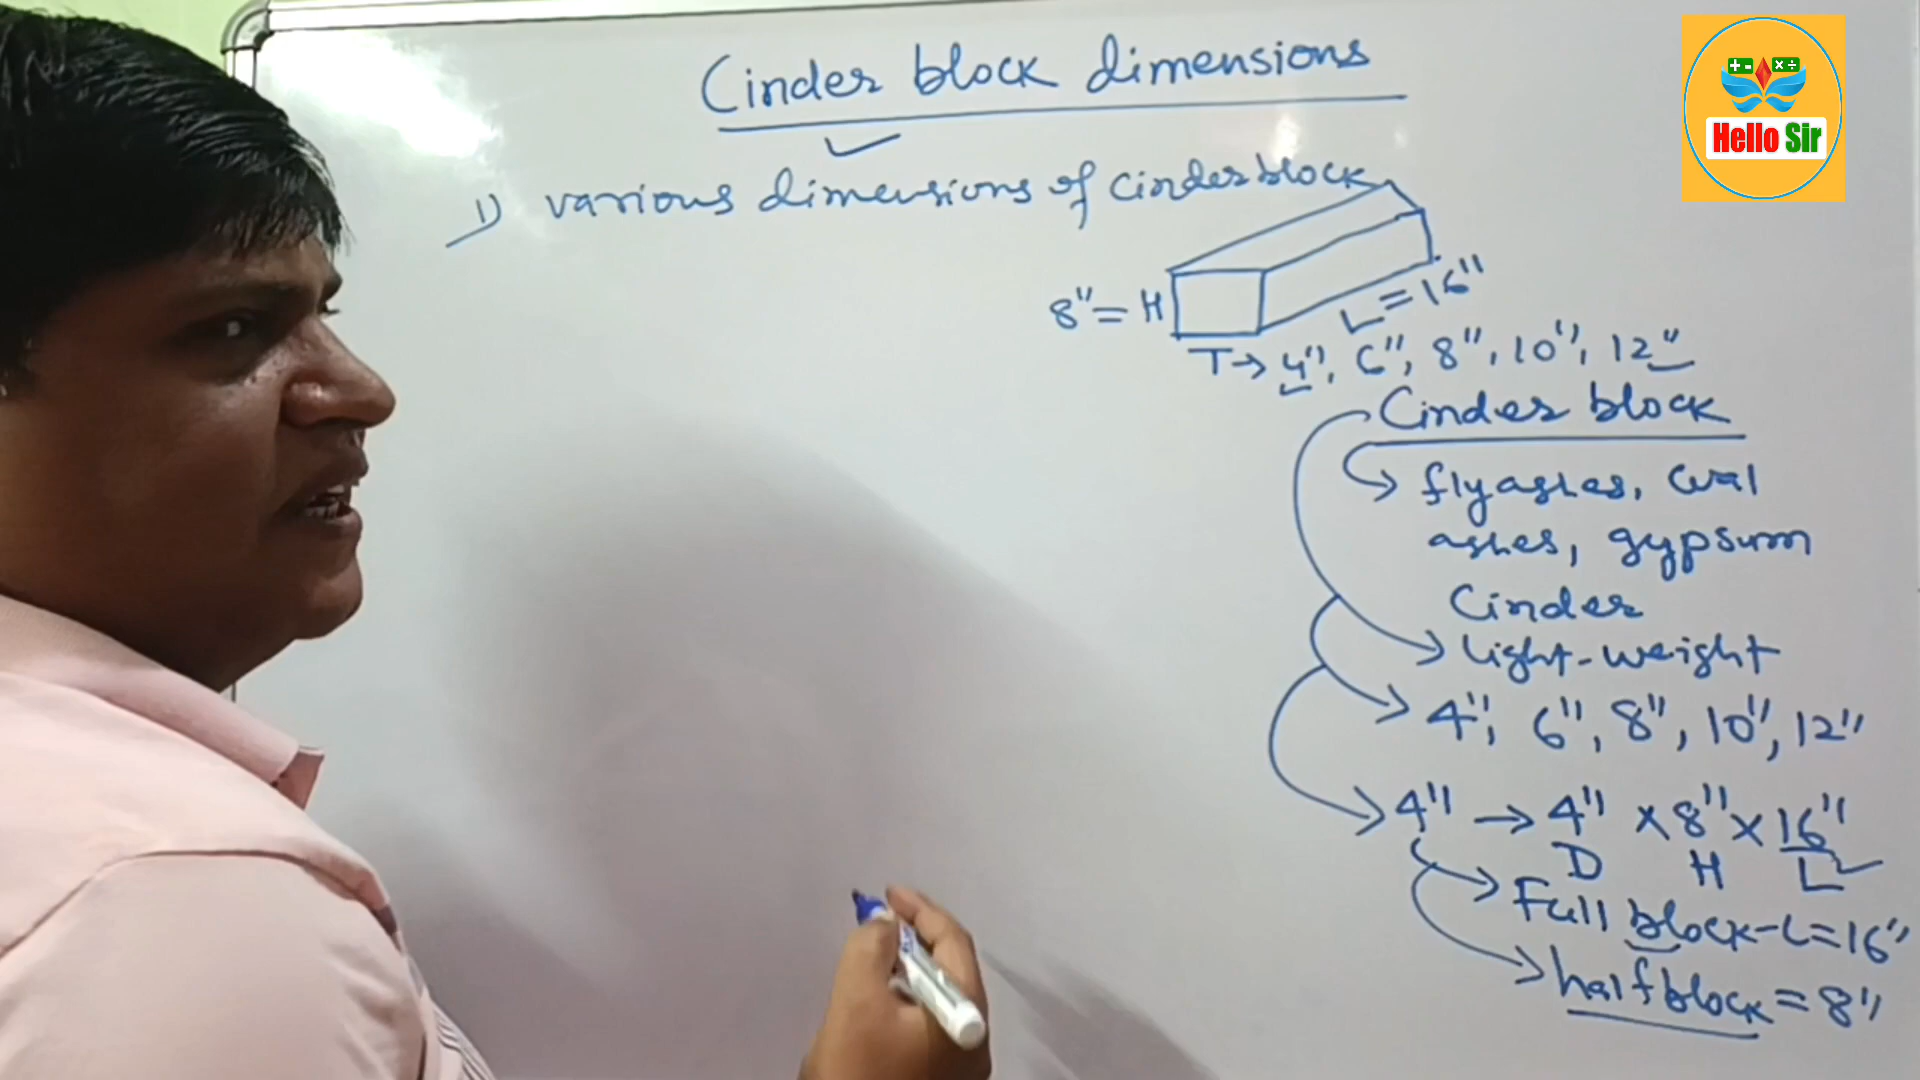 Cinder block dimensions
+ - × ÷
Hello Sir
1) various dimensions of cinder block
8" = H
L = 16"
T → 4", 6", 8", 10", 12"
Cinder block
flyashes, coal
ashes, gypsum
Cinder
light-weight
4", 6", 8", 10", 12"
4" → 4" × 8" × 16"
D H L
Full block - L = 16"
half block = 8"